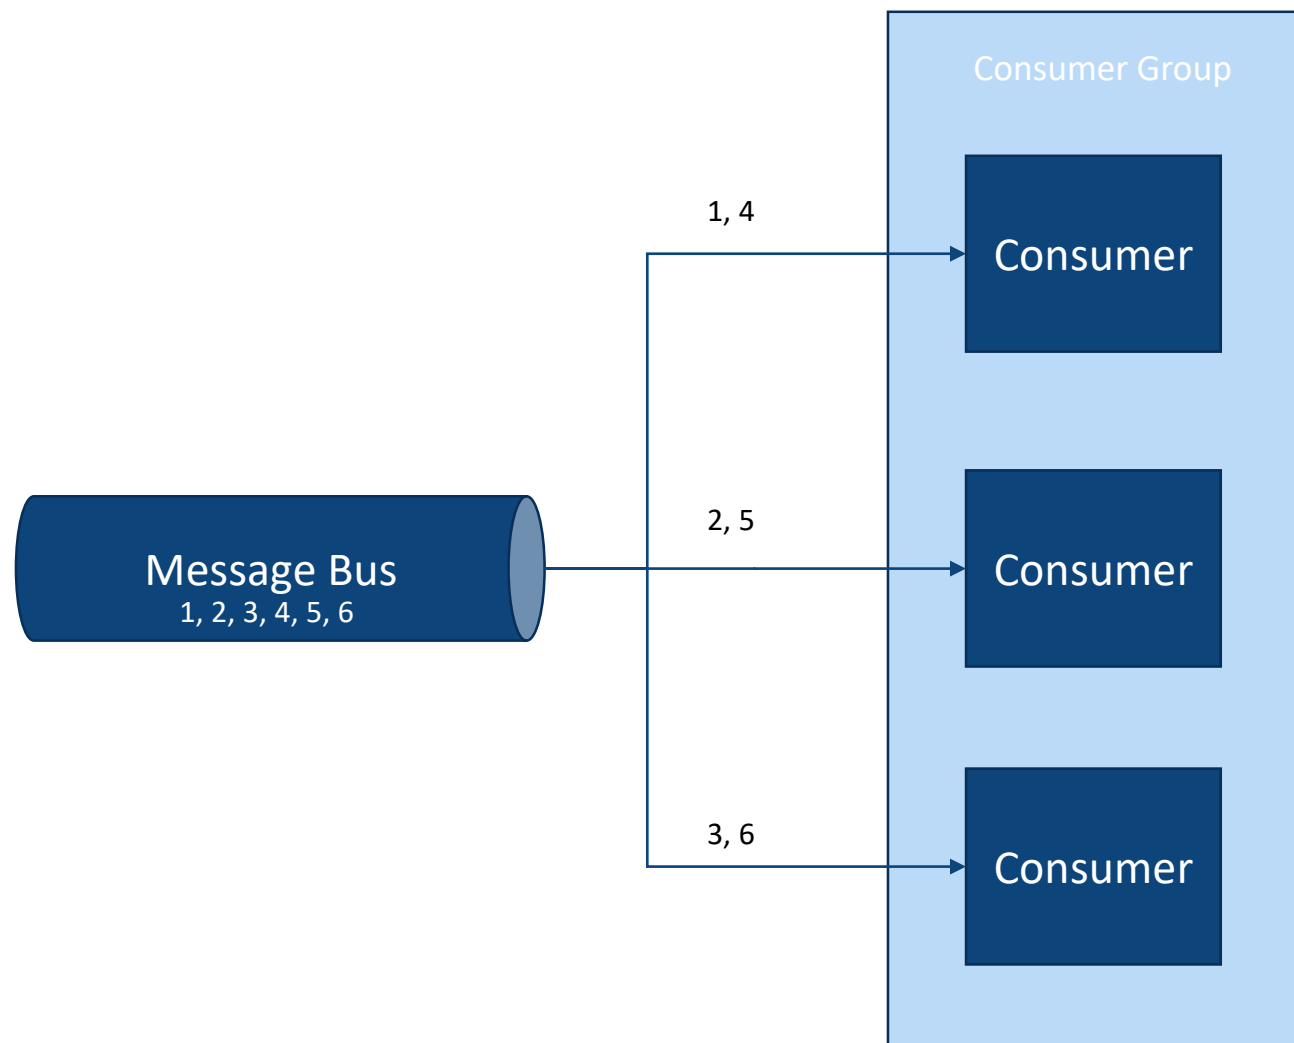 Consumer Group
1, 4
Consumer
2, 5
Message Bus
1, 2, 3, 4, 5, 6
Consumer
3, 6
Consumer